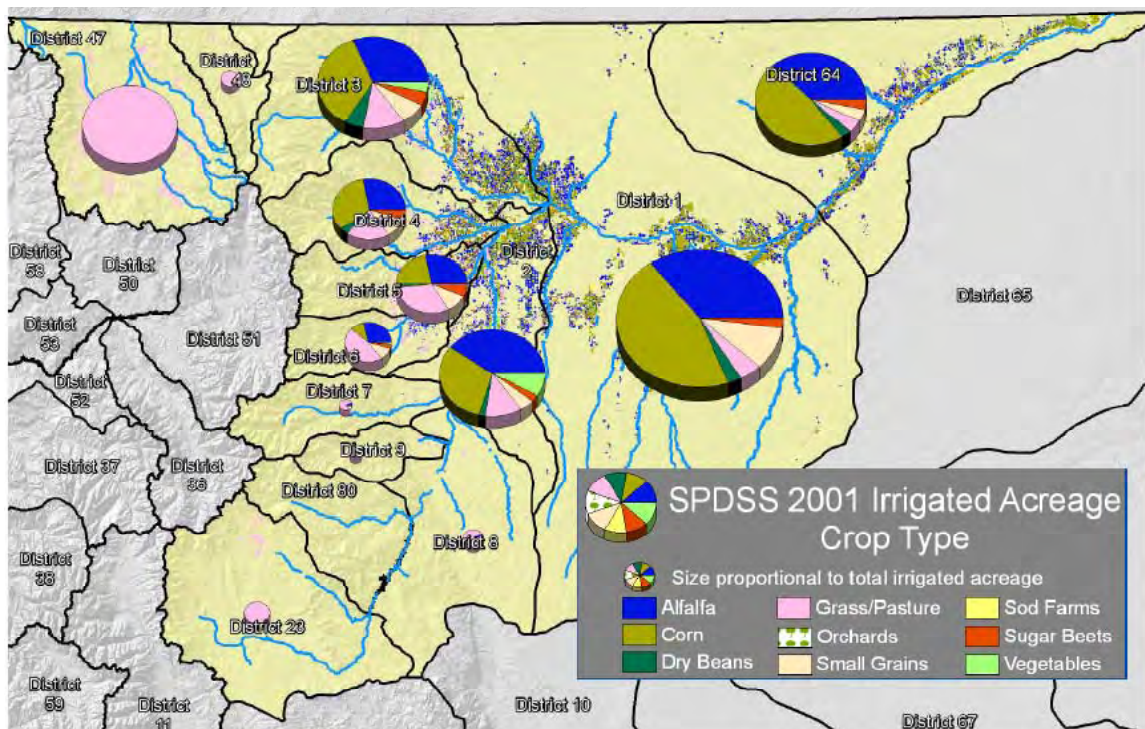 District 47
District
48
District 3
District 64
District 4
District 1
District
2
District
58
District
50
District 5
District 65
District
53
District 51
District 6
District
52
District 7
District 37
District 9
District
36
District 80
District 8
District
38
District 23
District
59
District
11
District 10
District 67
SPDSS 2001 Irrigated Acreage
Crop Type
Size proportional to total irrigated acreage
Alfalfa
Grass/Pasture
Sod Farms
Corn
Orchards
Sugar Beets
Dry Beans
Small Grains
Vegetables